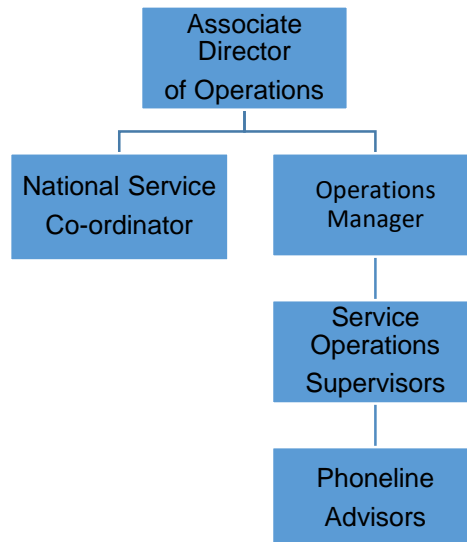 Associate
Director
of Operations
National Service
Co-ordinator
Operations
Manager
Service
Operations
Supervisors
Phoneline
Advisors